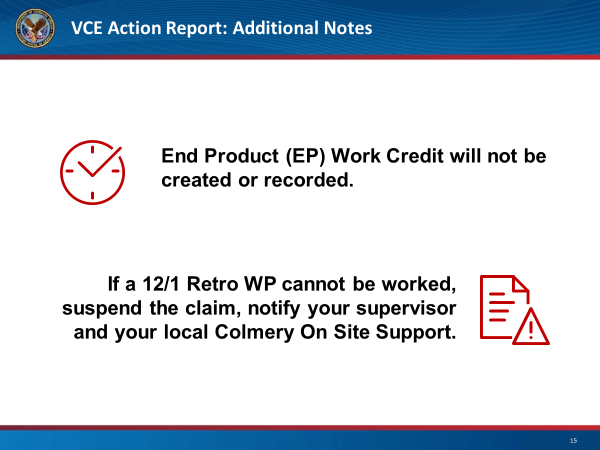 VCE Action Report: Additional Notes
End Product (EP) Work Credit will not be
created or recorded.
If a 12/1 Retro WP cannot be worked,
suspend the claim, notify your supervisor
and your local Colmery On Site Support.
15